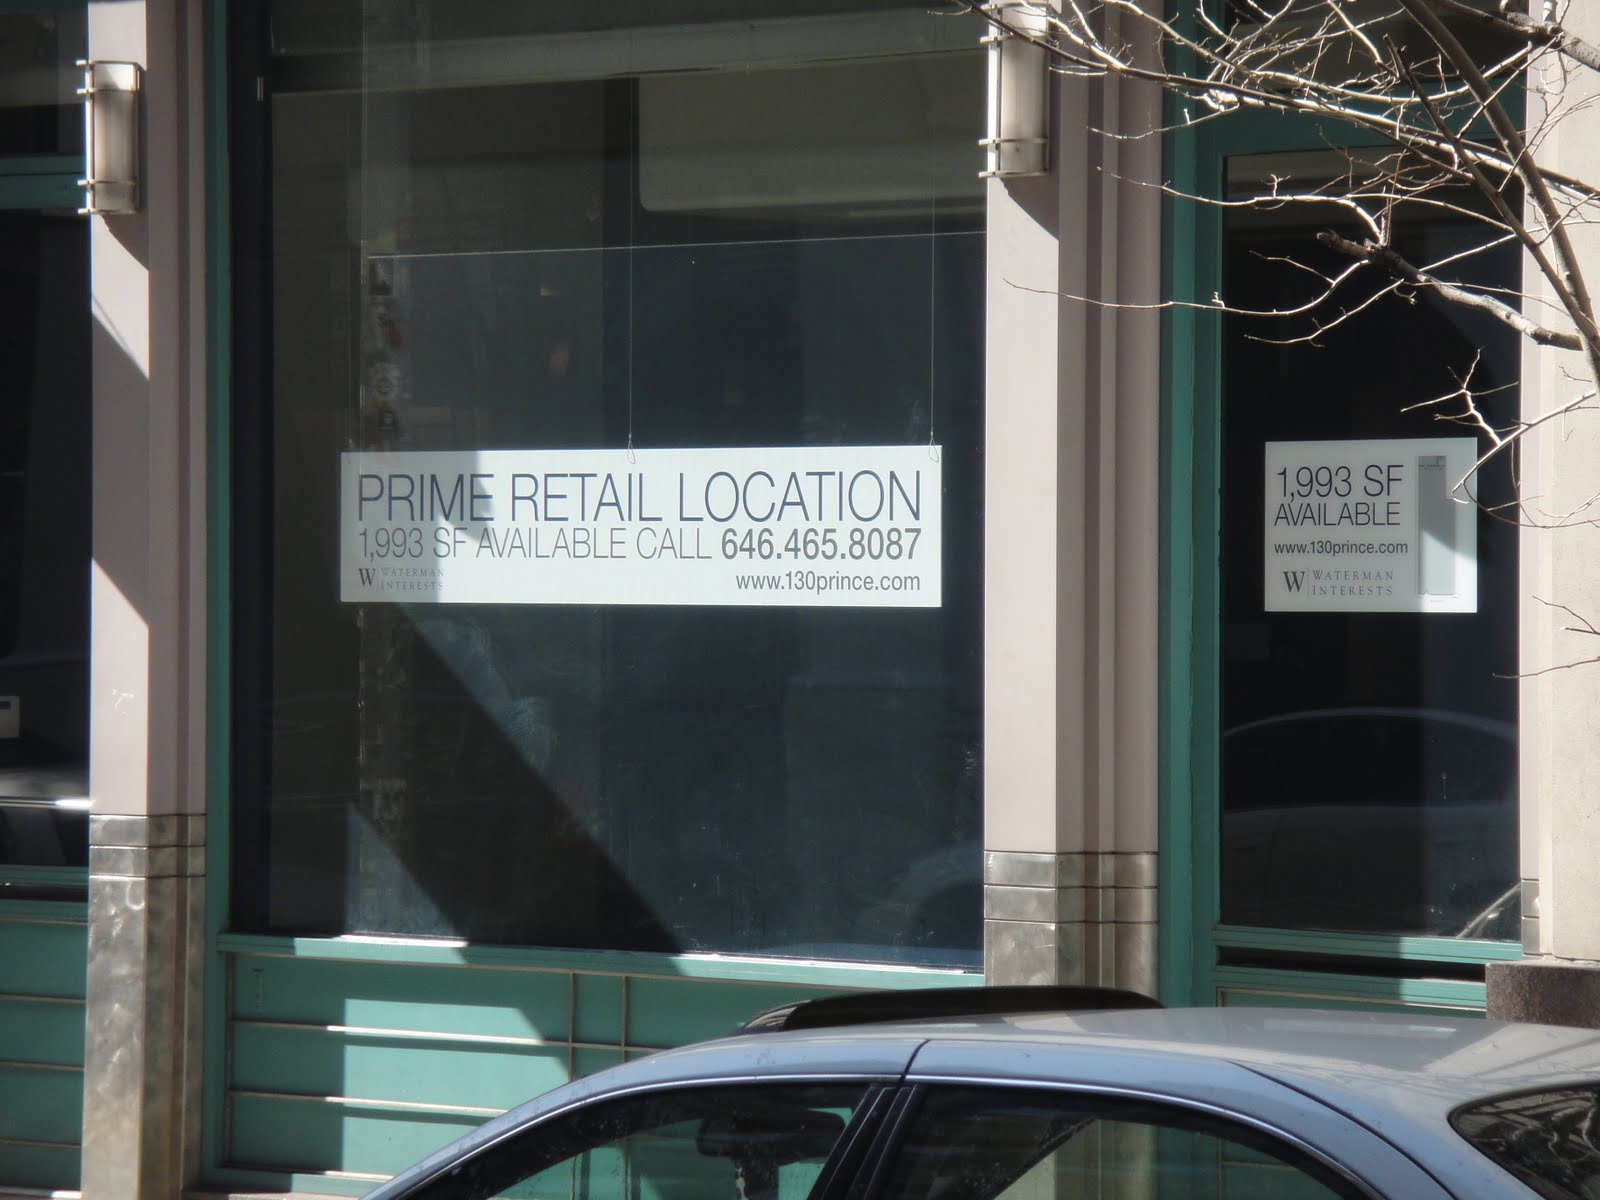 PRIME RETAIL LOCATION
1,993 SF AVAILABLE CALL 646.465.8087
W WATERMAN
INTERESTS
www.130prince.com
1,993 SF
AVAILABLE
www.130prince.com
W WATERMAN
INTERESTS